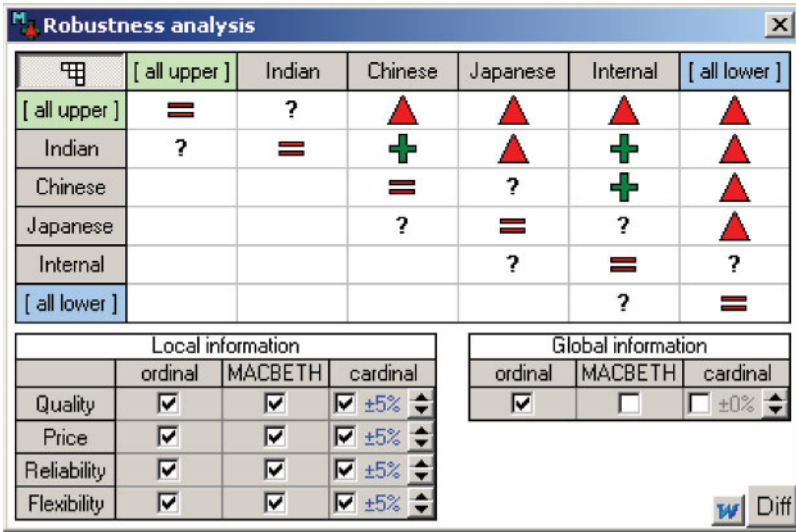 Robustness analysis
[ all upper ] Indian Chinese Japanese Internal [ all lower ]
[ all upper ] = ?
Indian ? = + +
Chinese = ? +
Japanese ? = ?
Internal ? = ?
[ all lower ] ? =
Local information
ordinal MACBETH cardinal
Quality ±5%
Price ±5%
Reliability ±5%
Flexibility ±5%
Global information
ordinal MACBETH cardinal
±0%
Diff